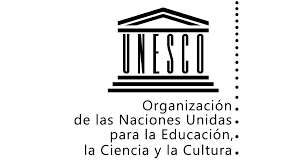 UNESCO
Organización
de las Naciones Unidas
para la Educación,
la Ciencia y la Cultura